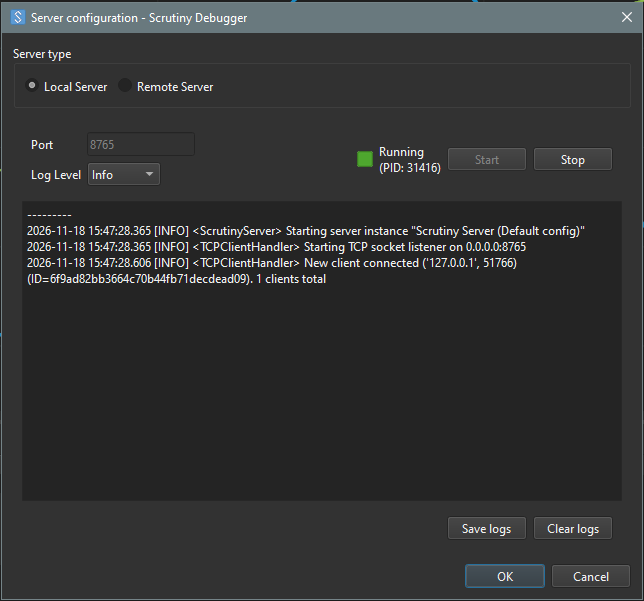 Server configuration - Scrutiny Debugger
Server type
Local Server
Remote Server
Port
8765
Log Level
Info
Running
(PID: 31416)
Start
Stop
---------
2026-11-18 15:47:28.365 [INFO] <ScrutinyServer> Starting server instance "Scrutiny Server (Default config)"
2026-11-18 15:47:28.365 [INFO] <TCPClientHandler> Starting TCP socket listener on 0.0.0.0:8765
2026-11-18 15:47:28.606 [INFO] <TCPClientHandler> New client connected ('127.0.0.1', 51766)
(ID=6f9ad82bb3664c70b44fb71decdead09). 1 clients total
Save logs
Clear logs
OK
Cancel